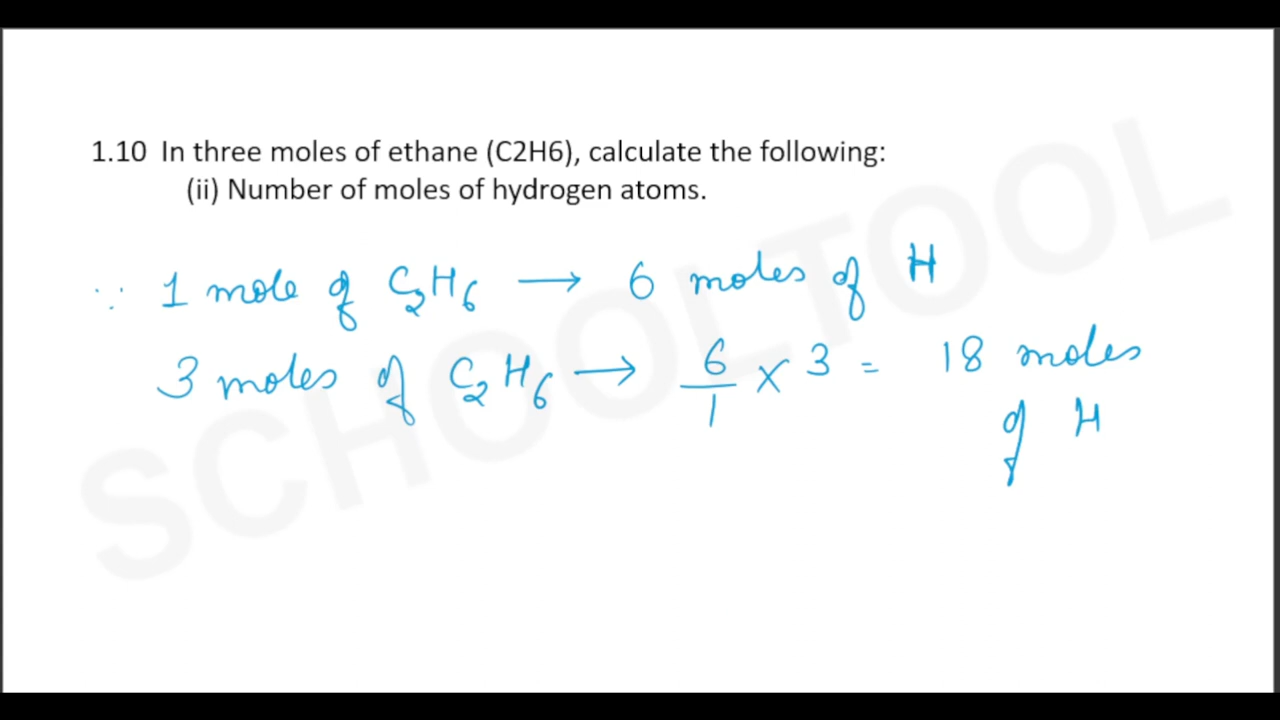 1.10 In three moles of ethane (C2H6), calculate the following:
(ii) Number of moles of hydrogen atoms.
∵ 1 mole of C₂H₆ → 6 moles of H
3 moles of C₂H₆ → 6/1 × 3 = 18 moles
of H
SCHOOLTOOL